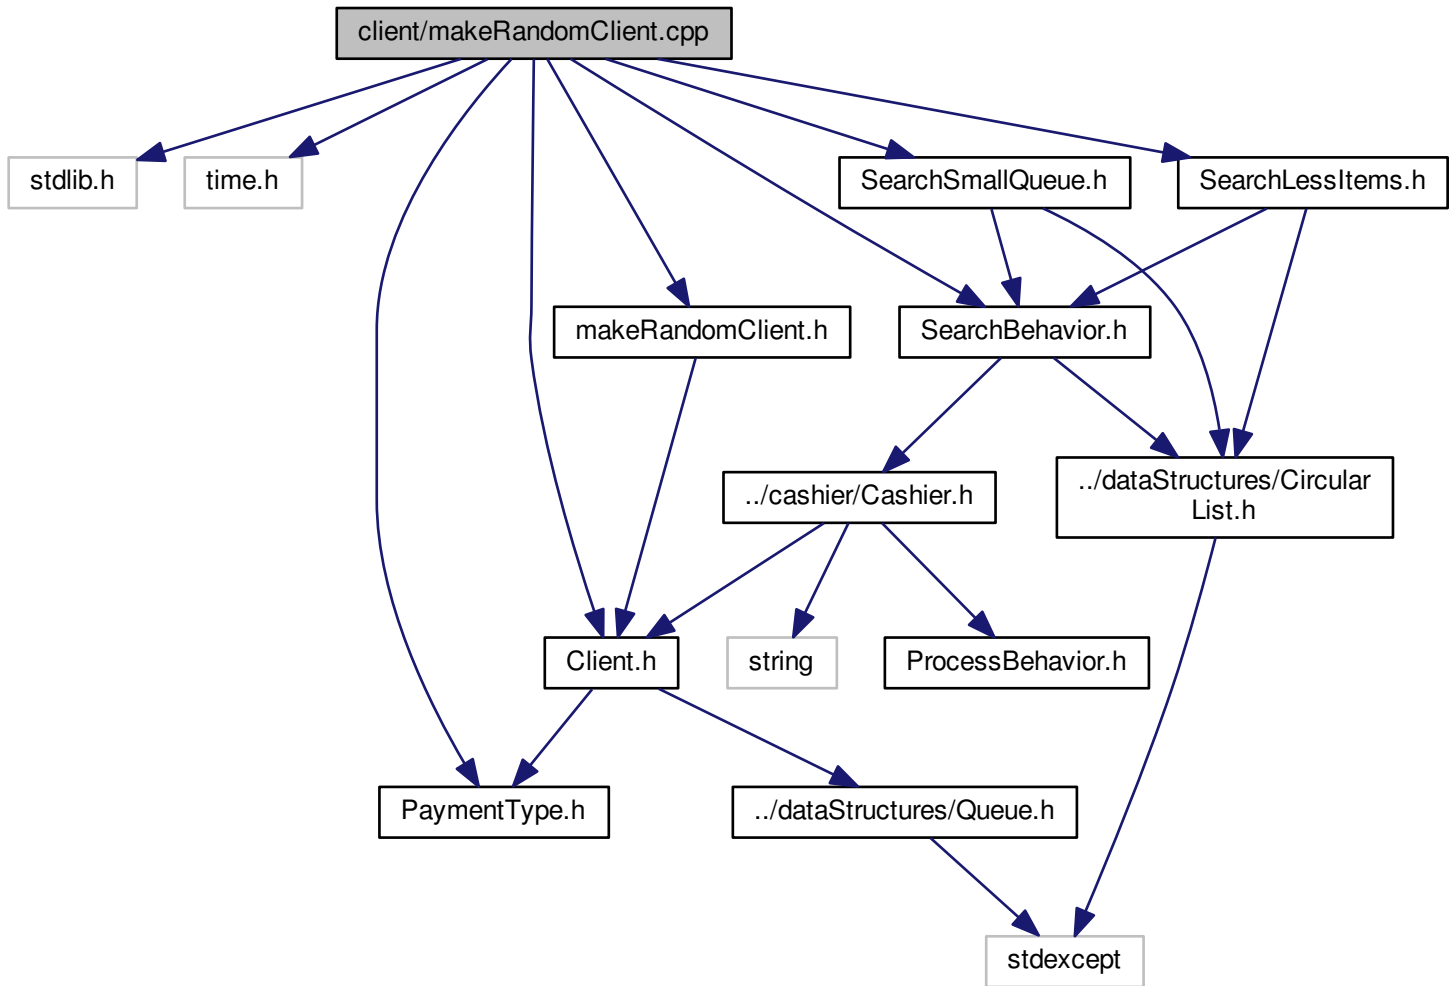 client/makeRandomClient.cpp
stdlib.h
time.h
SearchSmallQueue.h
SearchLessItems.h
makeRandomClient.h
SearchBehavior.h
../cashier/Cashier.h
../dataStructures/Circular
List.h
Client.h
string
ProcessBehavior.h
PaymentType.h
../dataStructures/Queue.h
stdexcept